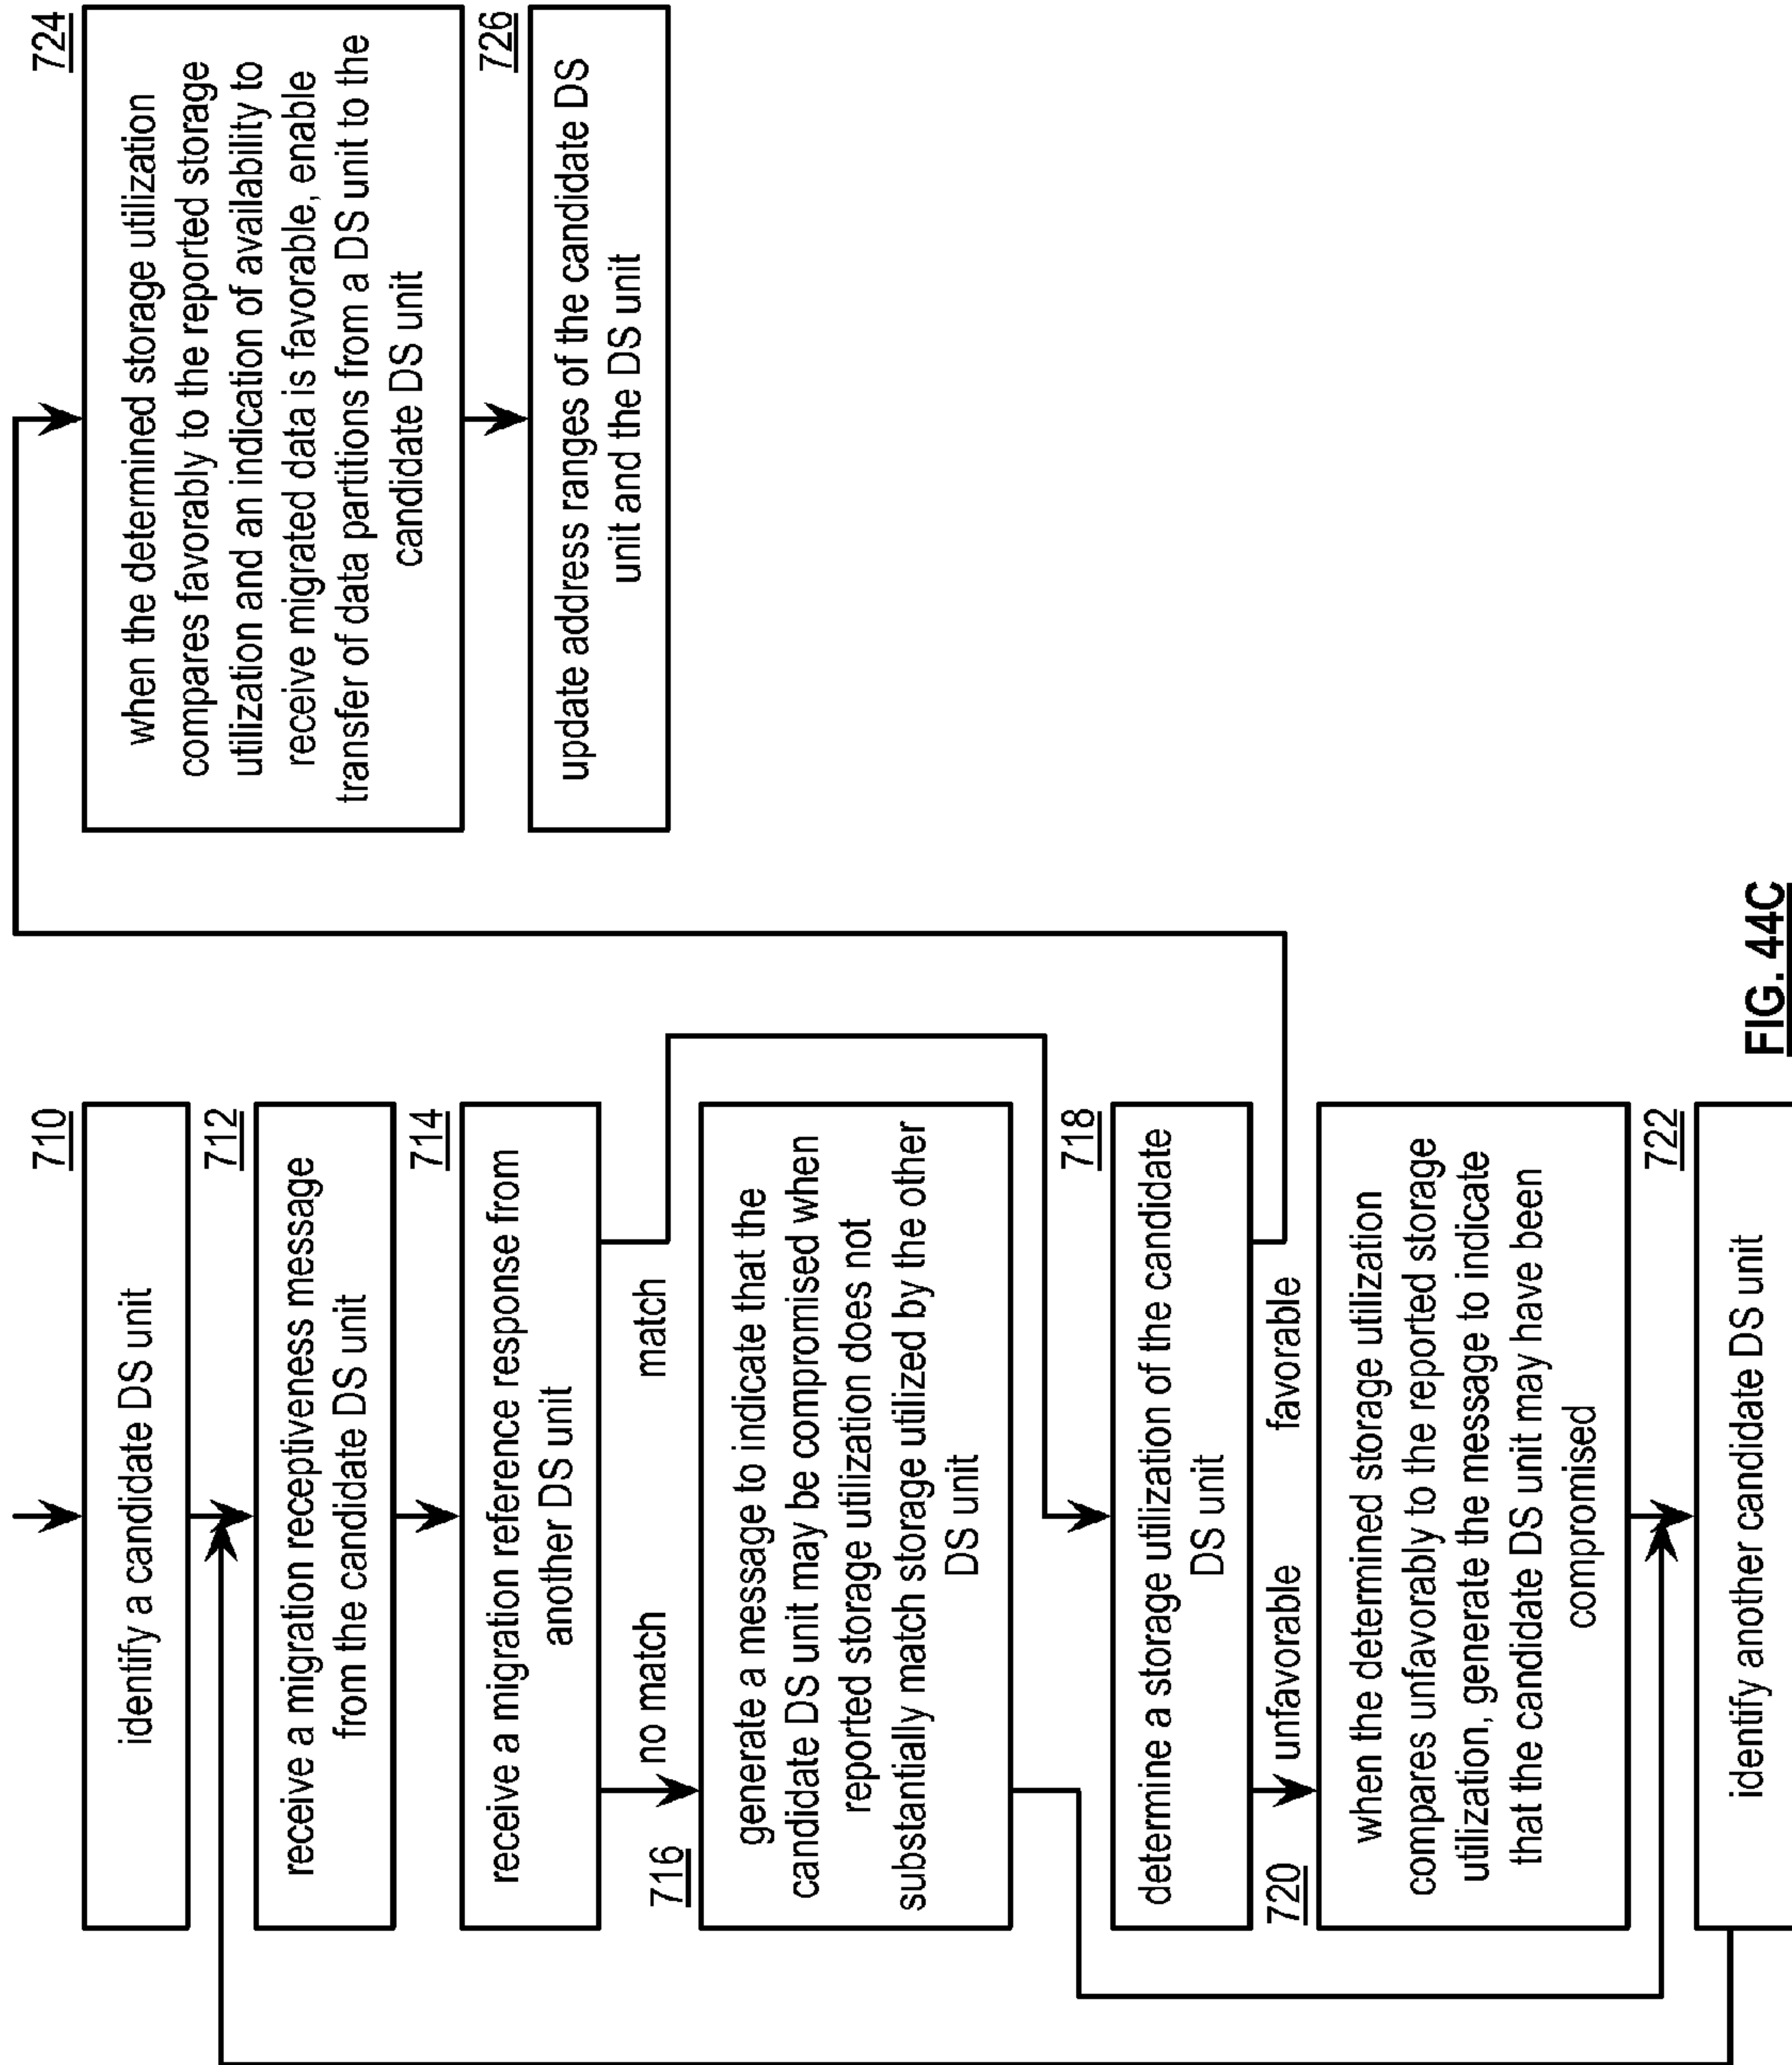 710
identify a candidate DS unit
712
receive a migration receptiveness message
from the candidate DS unit
714
receive a migration reference response from
another DS unit
no match
match
716
generate a message to indicate that the
candidate DS unit may be compromised when
reported storage utilization does not
substantially match storage utilized by the other
DS unit
718
determine a storage utilization of the candidate
DS unit
unfavorable
favorable
720
when the determined storage utilization
compares unfavorably to the reported storage
utilization, generate the message to indicate
that the candidate DS unit may have been
compromised
722
identify another candidate DS unit
724
when the determined storage utilization
compares favorably to the reported storage
utilization and an indication of availability to
receive migrated data is favorable, enable
transfer of data partitions from a DS unit to the
candidate DS unit
726
update address ranges of the candidate DS
unit and the DS unit
FIG. 44C